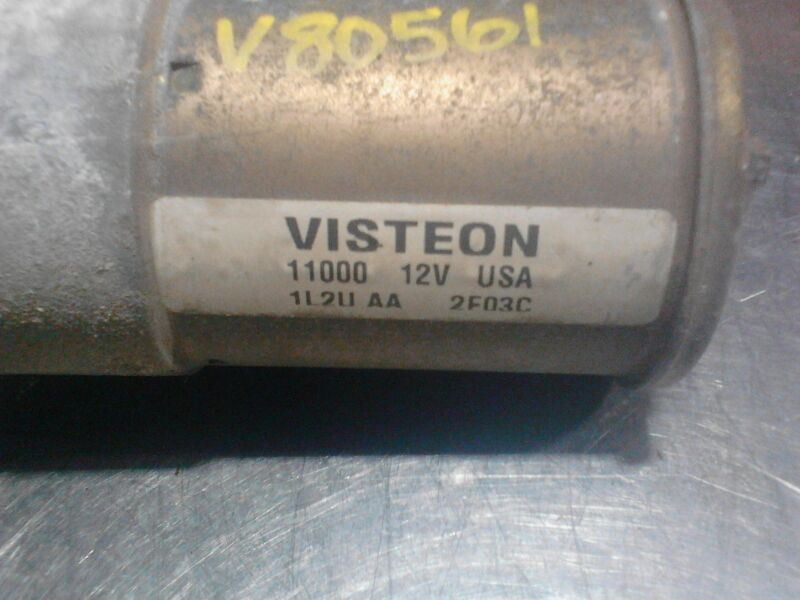 V80561
VISTEON
11000 12V USA
1L2U AA 2F03C